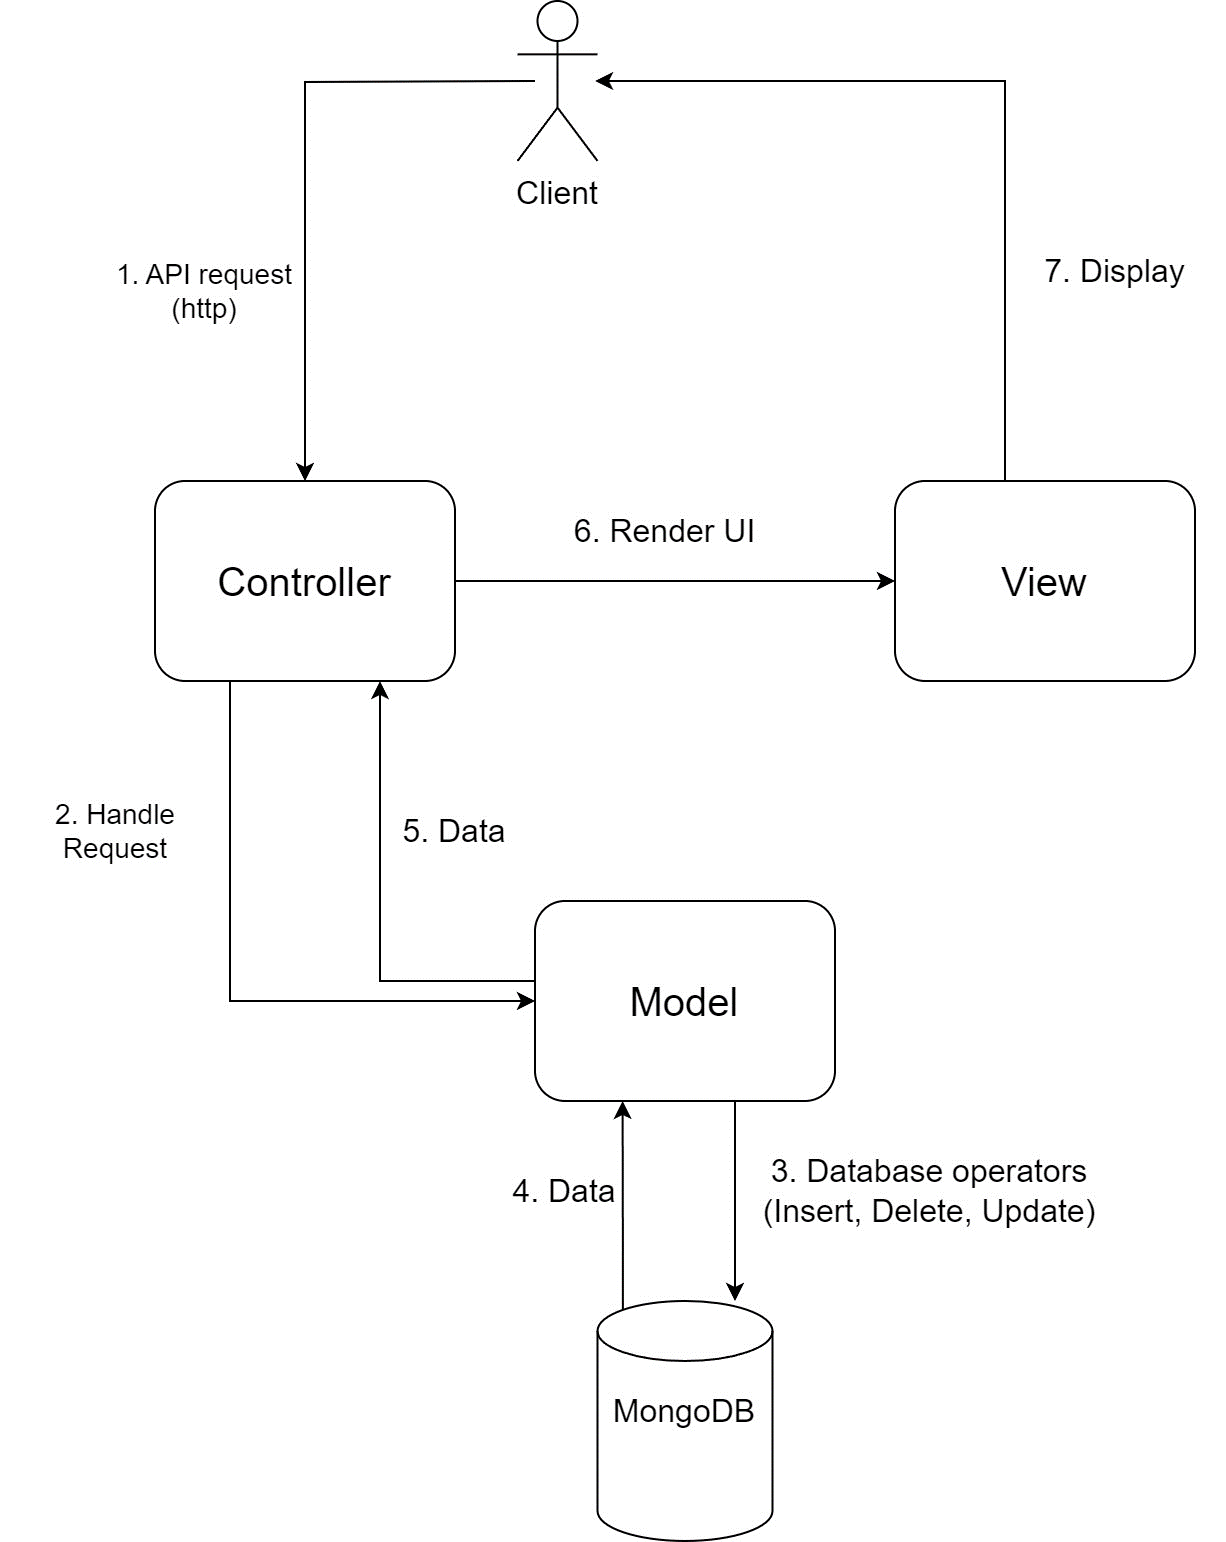 Client
1. API request
(http)
7. Display
6. Render UI
Controller
View
2. Handle
Request
5. Data
Model
3. Database operators
(Insert, Delete, Update)
4. Data
MongoDB